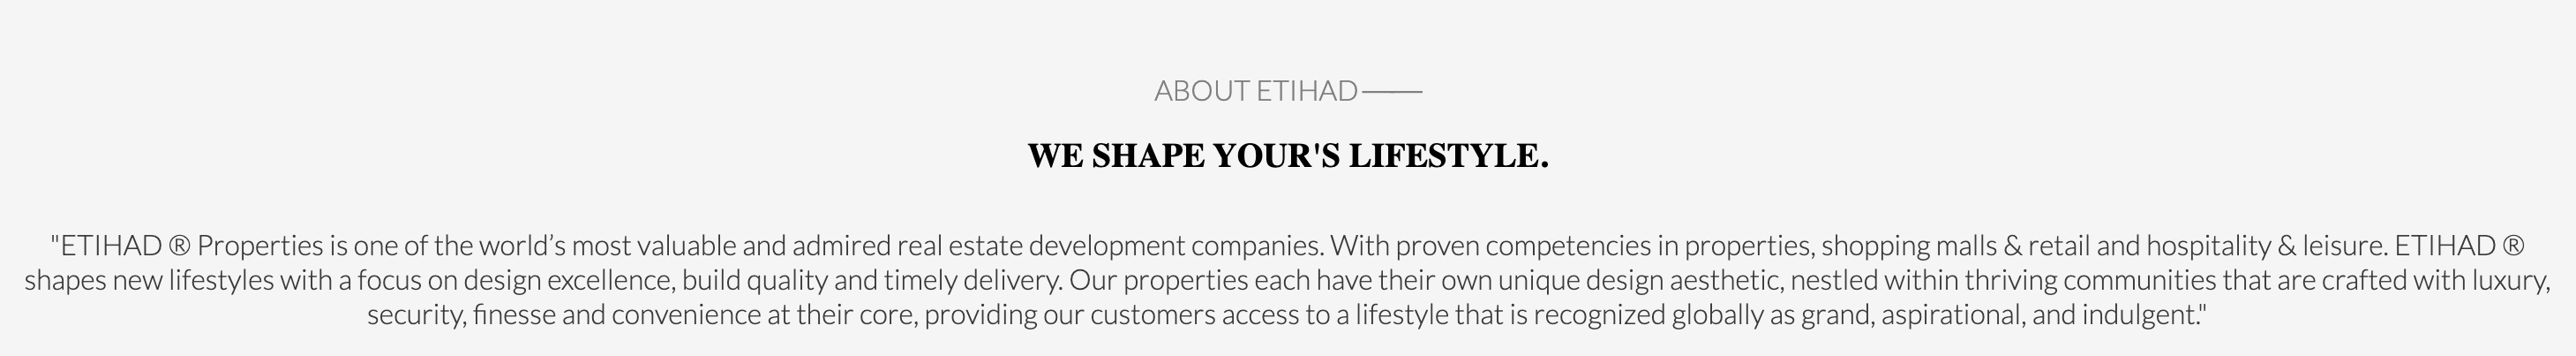 ABOUT ETIHAD——
WE SHAPE YOUR'S LIFESTYLE.
"ETIHAD ® Properties is one of the world’s most valuable and admired real estate development companies. With proven competencies in properties, shopping malls & retail and hospitality & leisure. ETIHAD ®
shapes new lifestyles with a focus on design excellence, build quality and timely delivery. Our properties each have their own unique design aesthetic, nestled within thriving communities that are crafted with luxury,
security, finesse and convenience at their core, providing our customers access to a lifestyle that is recognized globally as grand, aspirational, and indulgent."